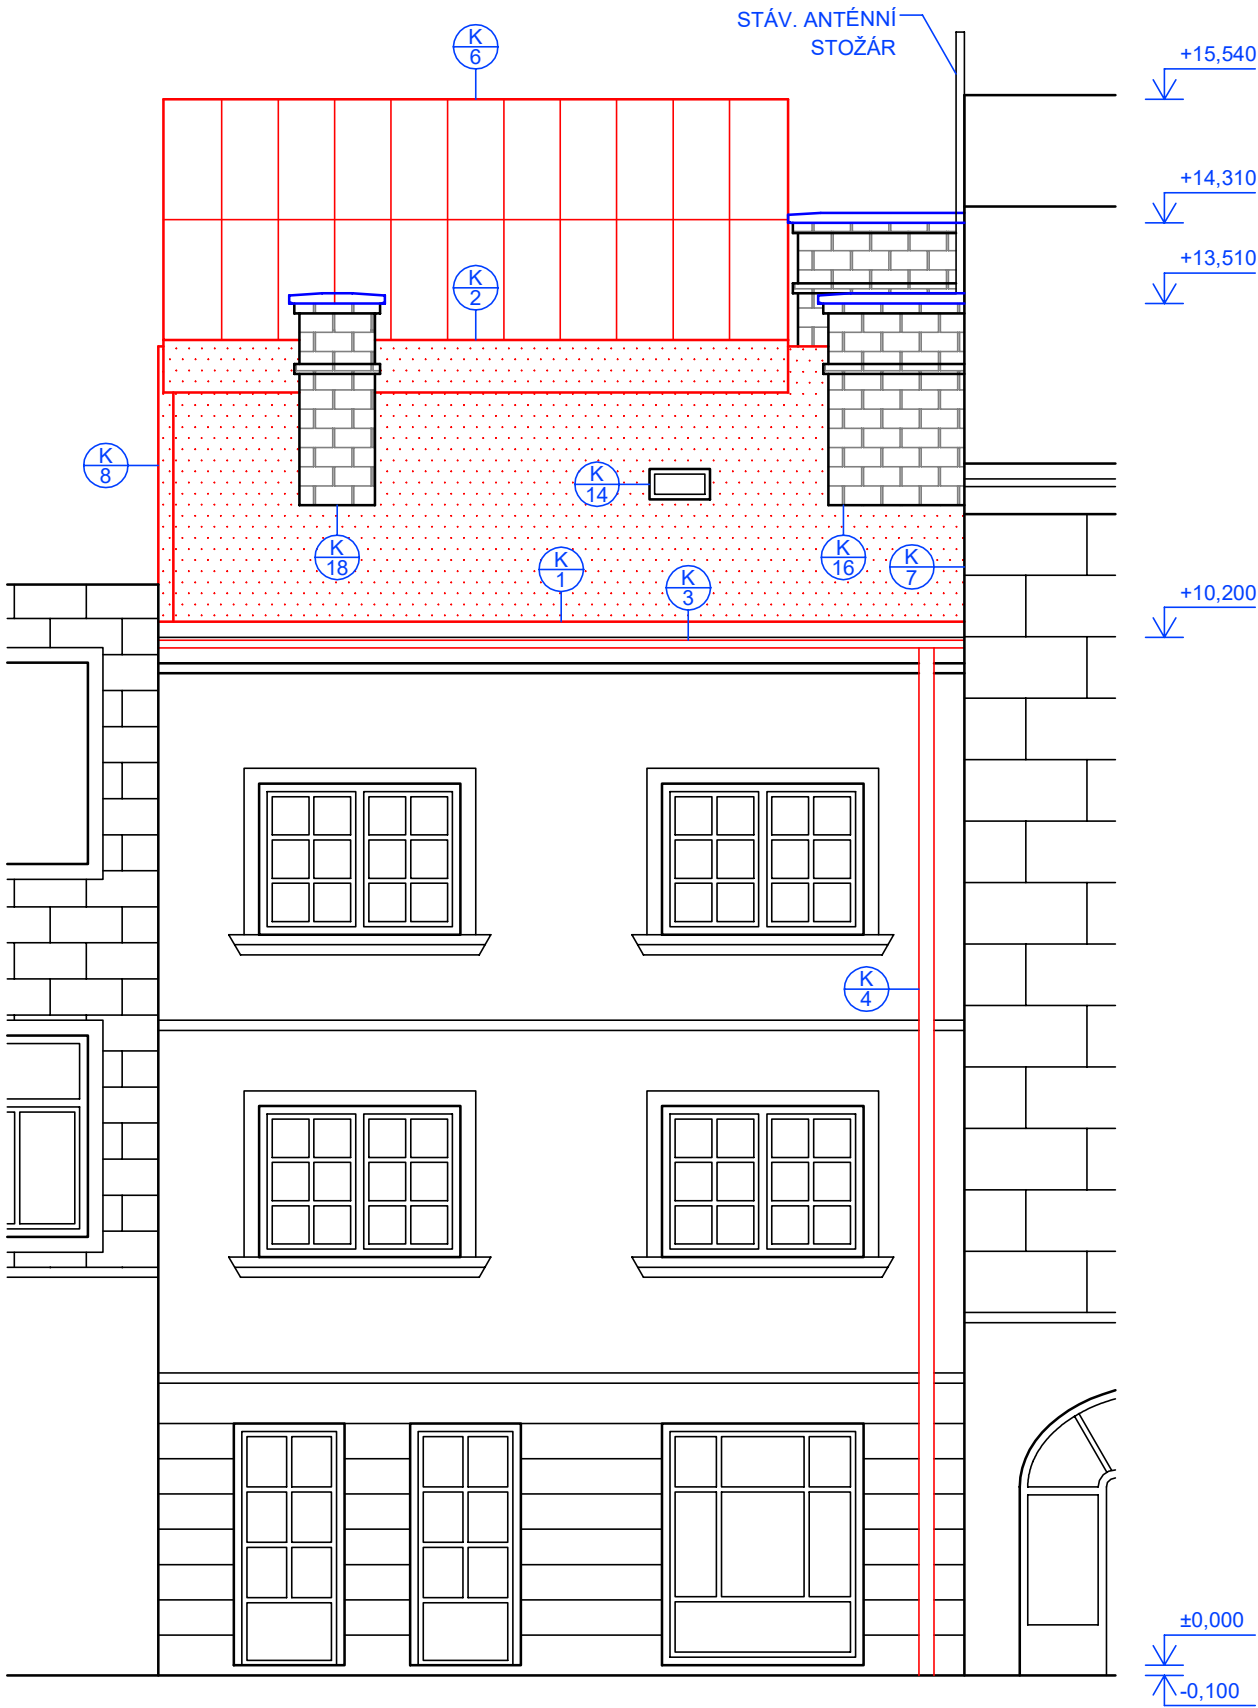 STÁV. ANTÉNNÍ
STOŽÁR
K
6
+15,540
+14,310
+13,510
K
2
K
8
K
14
K
18
K
1
K
3
K
16
K
7
+10,200
K
4
±0,000
-0,100